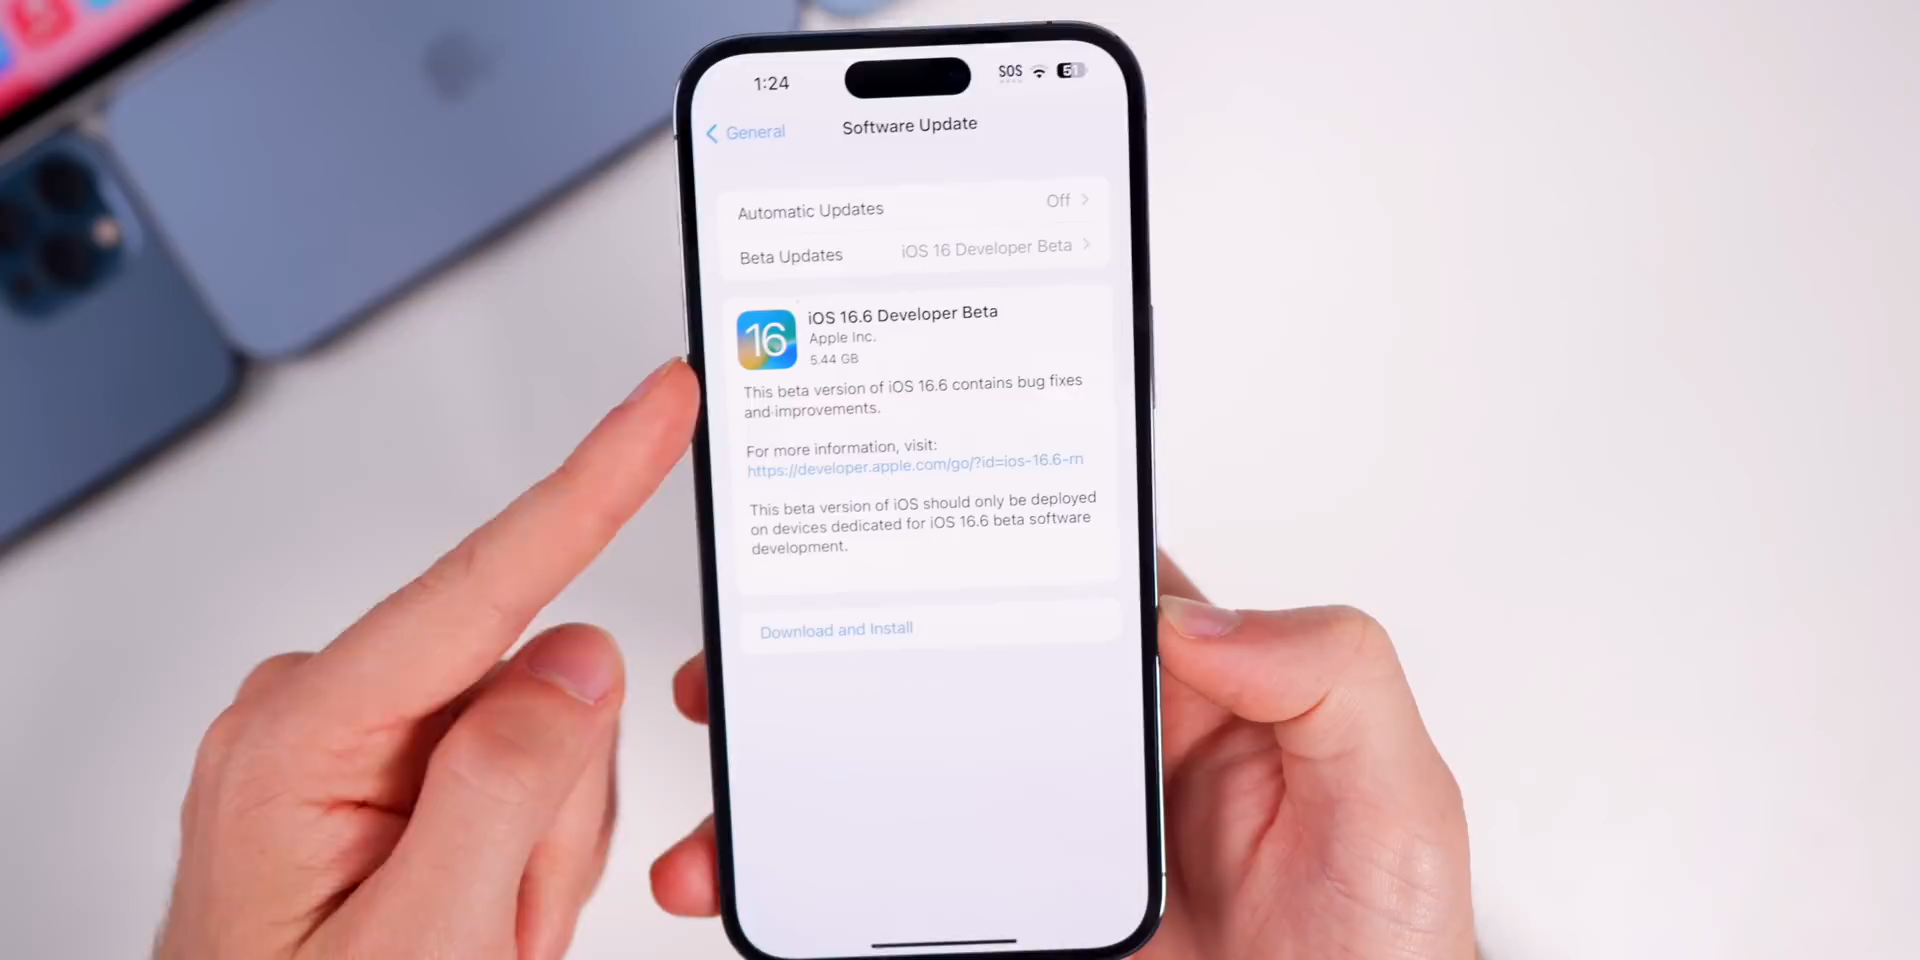 1:24
SOS
51
General
Software Update
Automatic Updates
Off
Beta Updates
iOS 16 Developer Beta
16
iOS 16.6 Developer Beta
Apple Inc.
5.44 GB
This beta version of iOS 16.6 contains bug fixes
and improvements.
For more information, visit:
https://developer.apple.com/go/?id=ios-16.6-rn
This beta version of iOS should only be deployed
on devices dedicated for iOS 16.6 beta software
development.
Download and Install